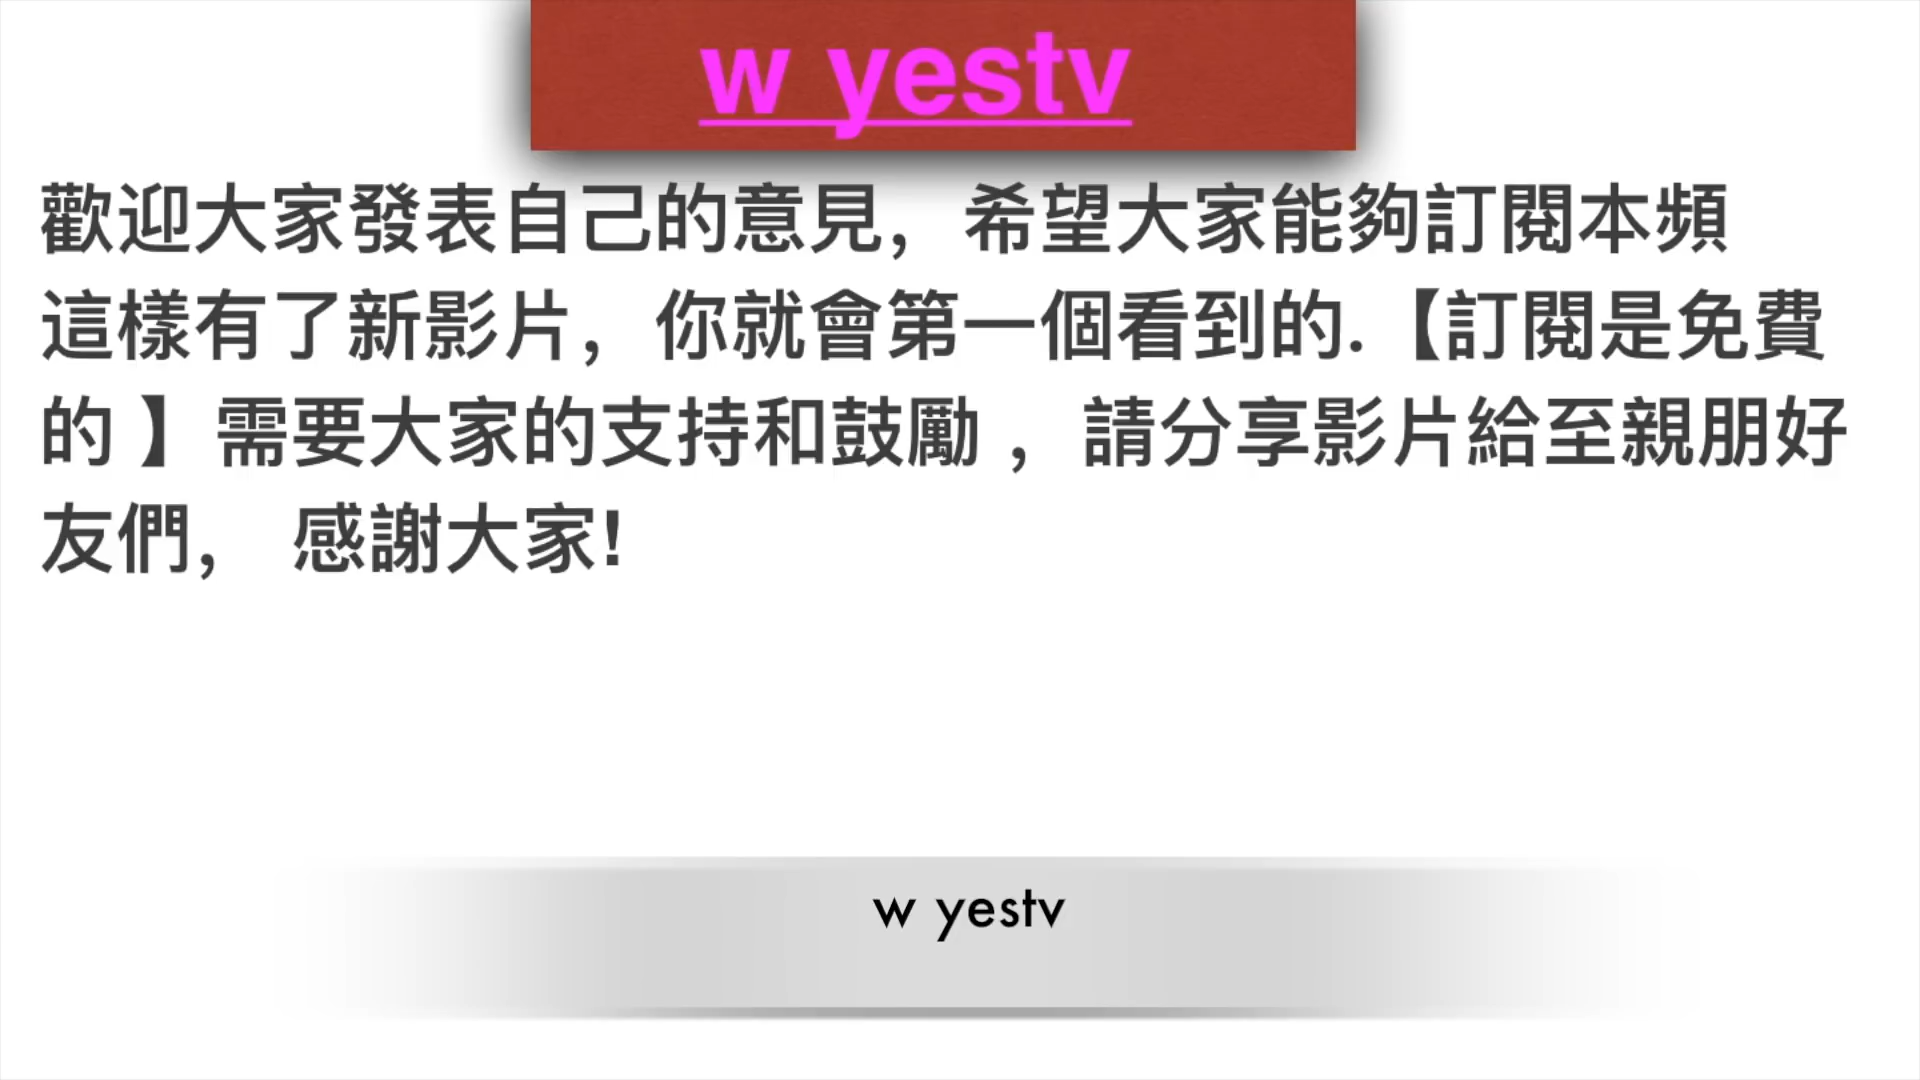 w yestv
歡迎大家發表自己的意見，希望大家能夠訂閱本頻
這樣有了新影片，你就會第一個看到的.【訂閱是免費
的 】需要大家的支持和鼓勵 ，請分享影片給至親朋好
友們， 感謝大家!
w yestv